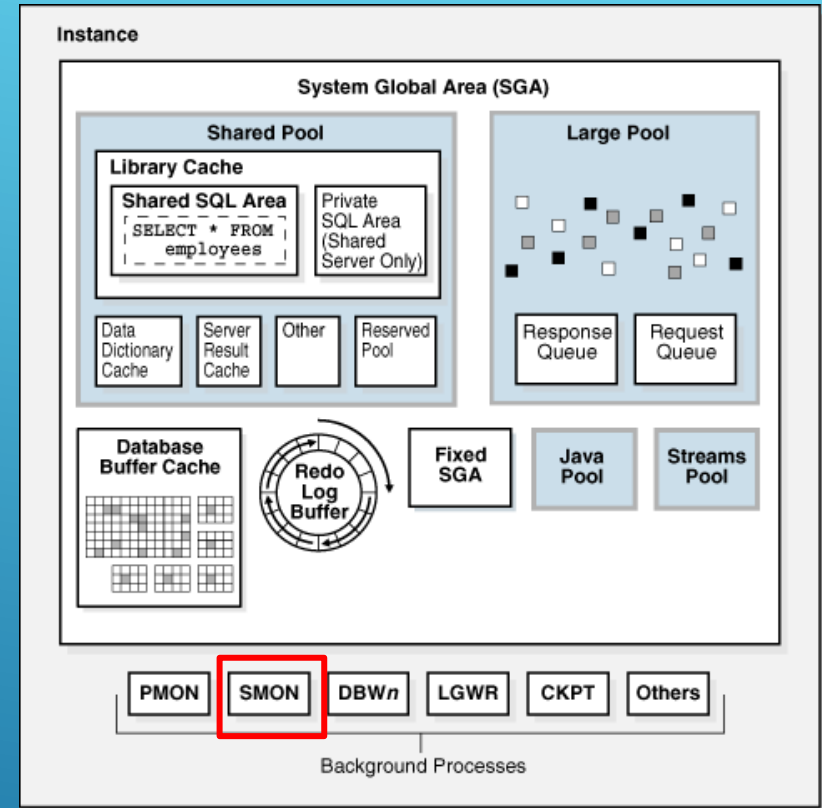 Instance
System Global Area (SGA)
Shared Pool
Library Cache
Shared SQL Area
SELECT * FROM
employees
Private
SQL Area
(Shared
Server Only)
Data
Dictionary
Cache
Server
Result
Cache
Other
Reserved
Pool
Large Pool
Response
Queue
Request
Queue
Database
Buffer Cache
Redo
Log
Buffer
Fixed
SGA
Java
Pool
Streams
Pool
PMON
SMON
DBWn
LGWR
CKPT
Others
Background Processes